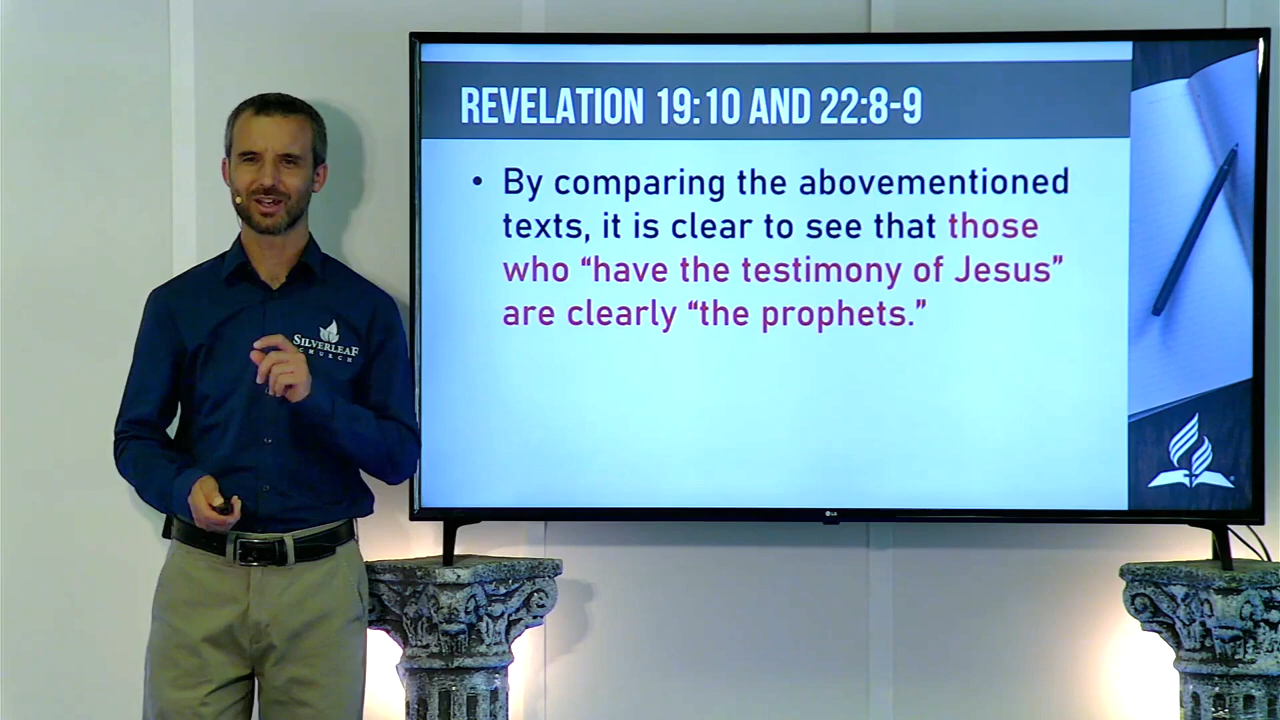 REVELATION 19:10 AND 22:8-9
• By comparing the abovementioned
texts, it is clear to see that those
who “have the testimony of Jesus”
are clearly “the prophets.”
SILVERLEAF
CHURCH
LG